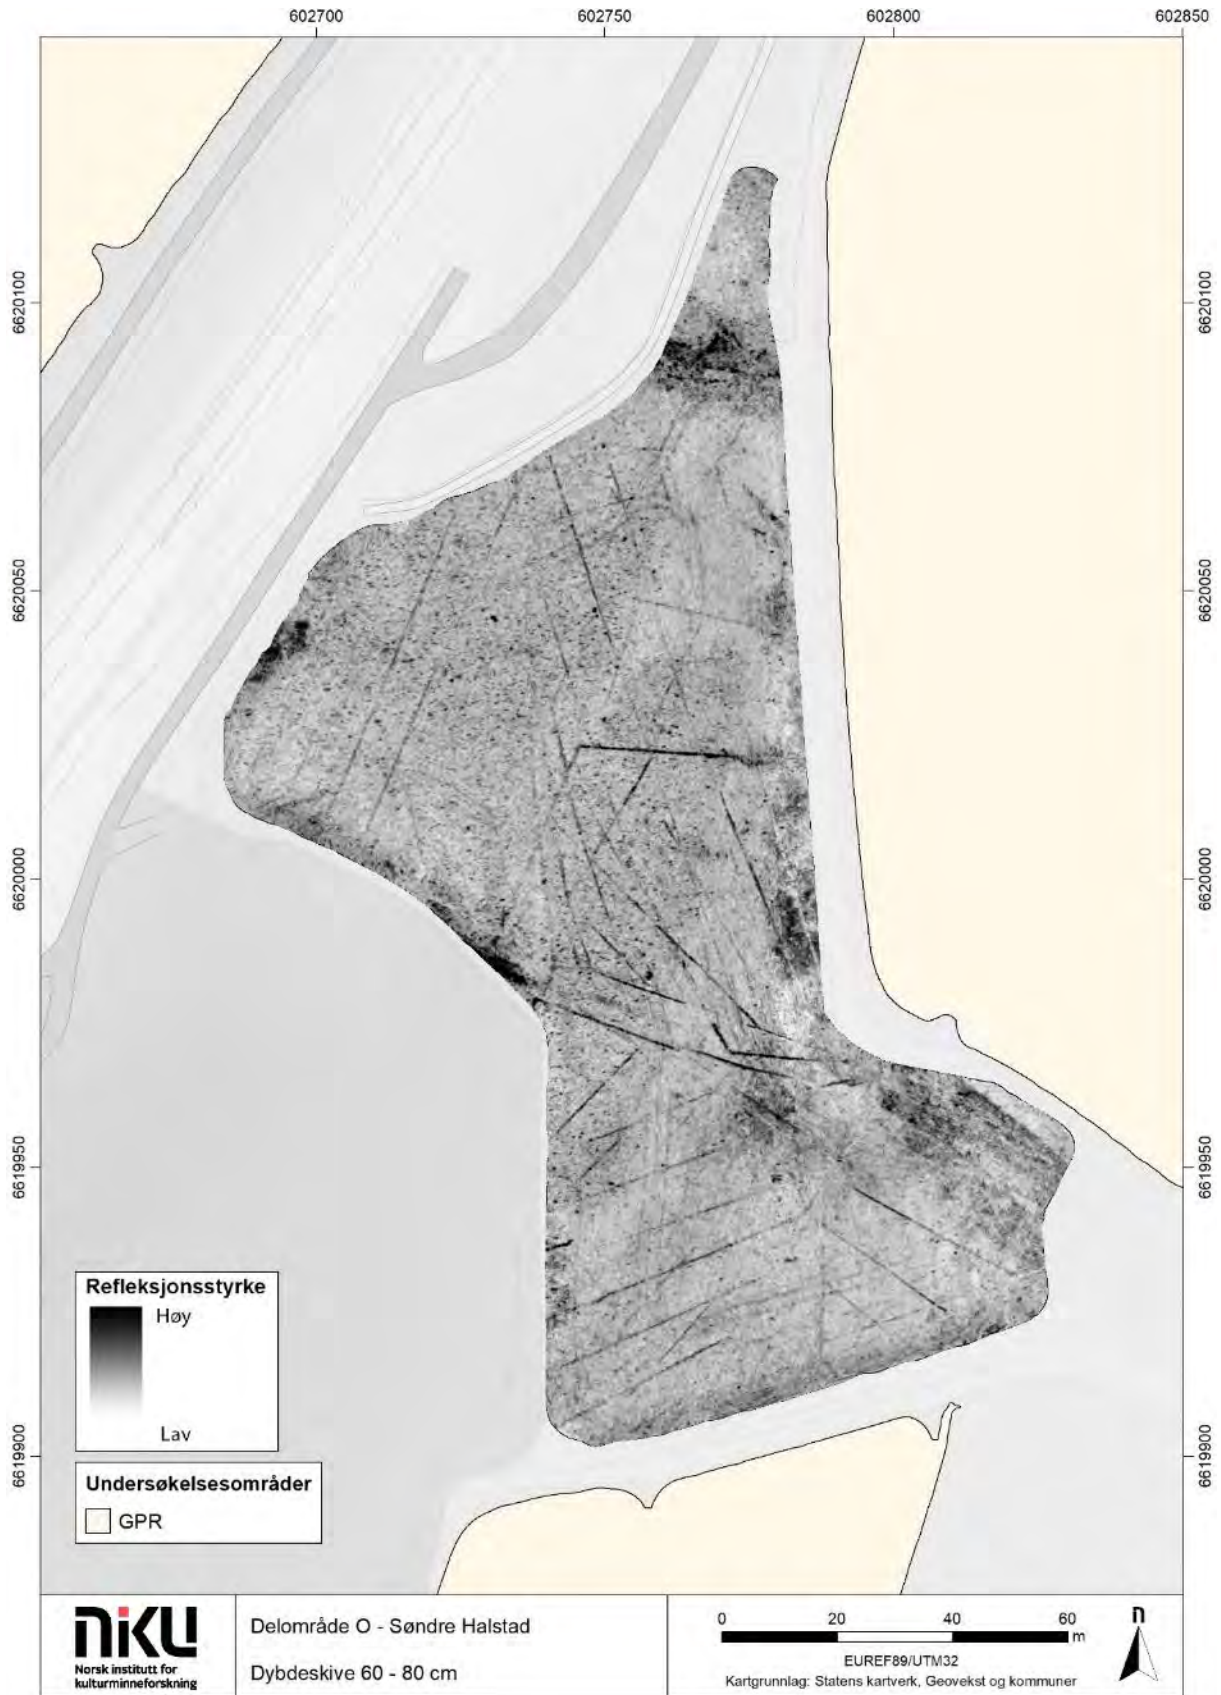 602700
602750
602800
602850
6620100
6620100
6620050
6620050
6620000
6620000
6619950
6619950
6619900
6619900
Refleksjonsstyrke
Høy
Lav
Undersøkelsesområder
GPR
niku
Norsk institutt for
kulturminneforskning
Delområde O - Søndre Halstad
Dybdeskive 60 - 80 cm
0 20 40 60
m
EUREF89/UTM32
Kartgrunnlag: Statens kartverk, Geovekst og kommuner
n